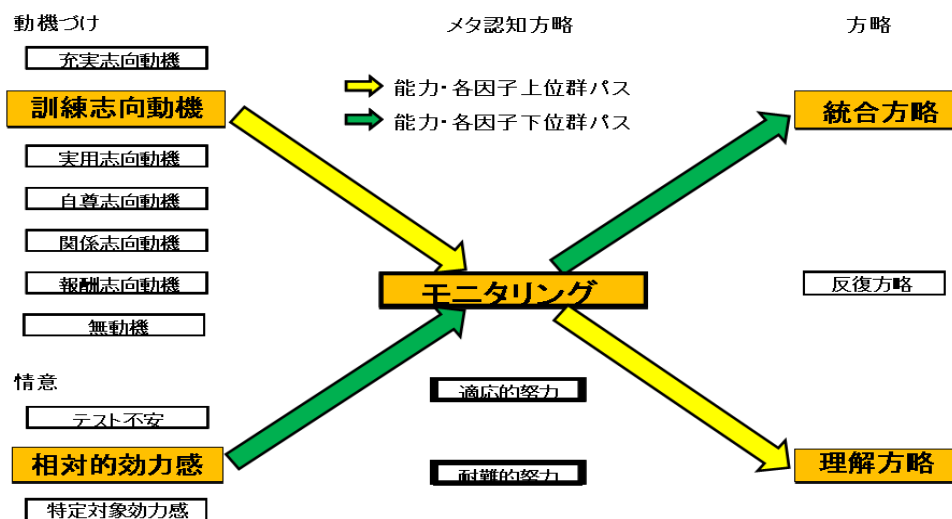 動機づけ
メタ認知方略
方略
充実志向動機
訓練志向動機
能力・各因子上位群パス
能力・各因子下位群パス
統合方略
実用志向動機
自尊志向動機
関係志向動機
報酬志向動機
モニタリング
反復方略
無動機
情意
適応的努力
テスト不安
相対的効力感
耐難的努力
理解方略
特定対象効力感